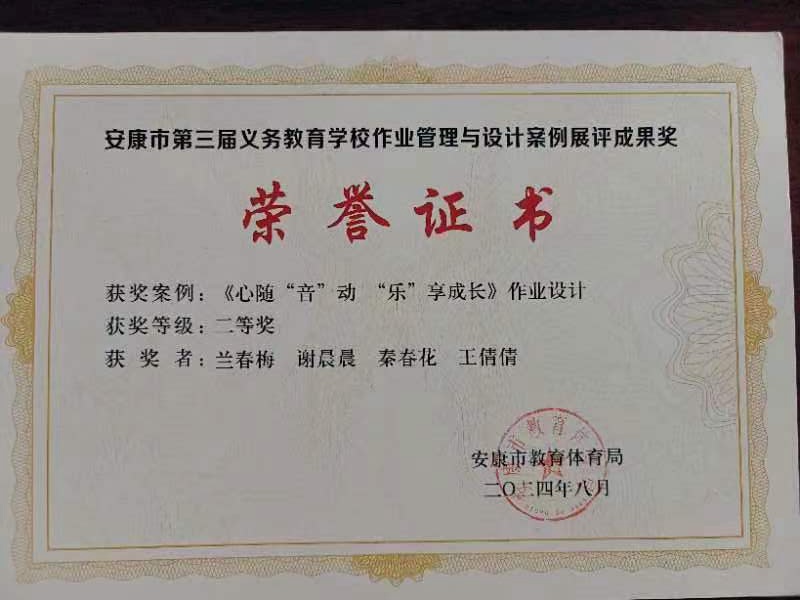 安康市第三届义务教育学校作业管理与设计案例展评成果奖
荣誉证书
获奖案例：《心随“音”动 “乐”享成长》作业设计
获奖等级：二等奖
获奖者：兰春梅 谢晨晨 秦春花 王倩倩
安康市教育体育局
二〇二四年八月